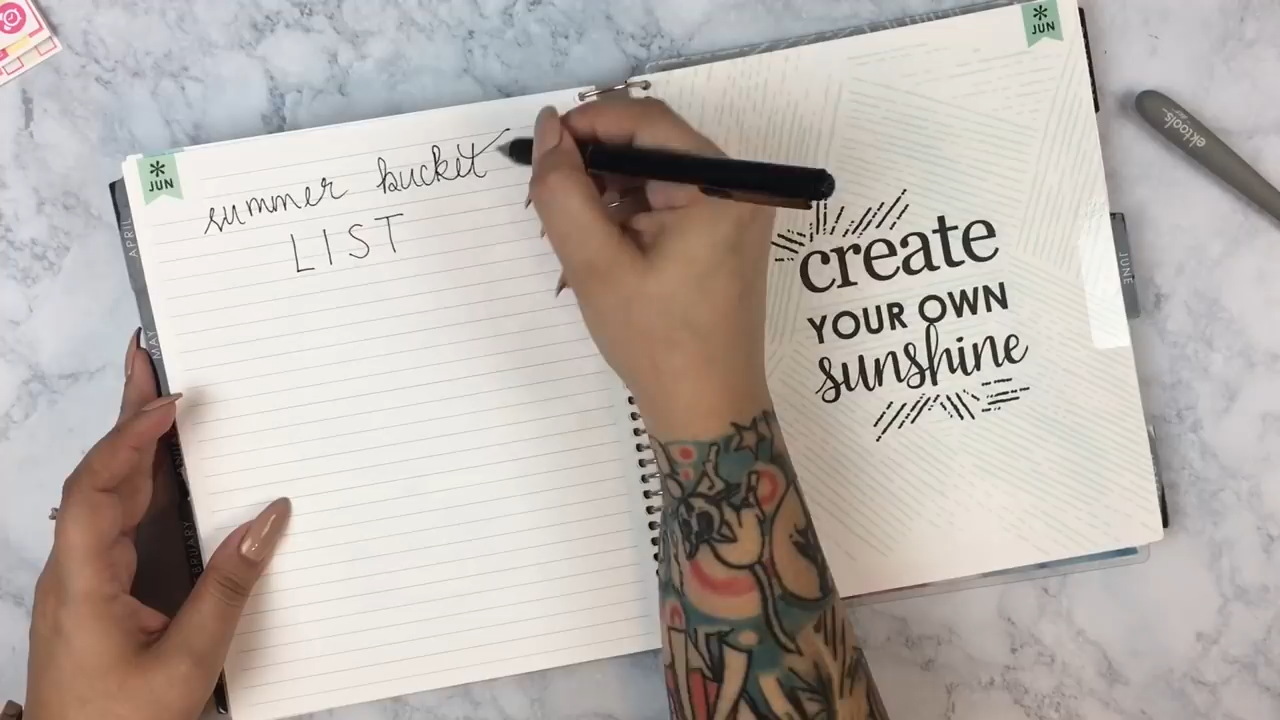 JUN
summer bucket
LIST
APRIL
MAY
JUN
create
YOUR OWN
sunshine
JUNE
ektools